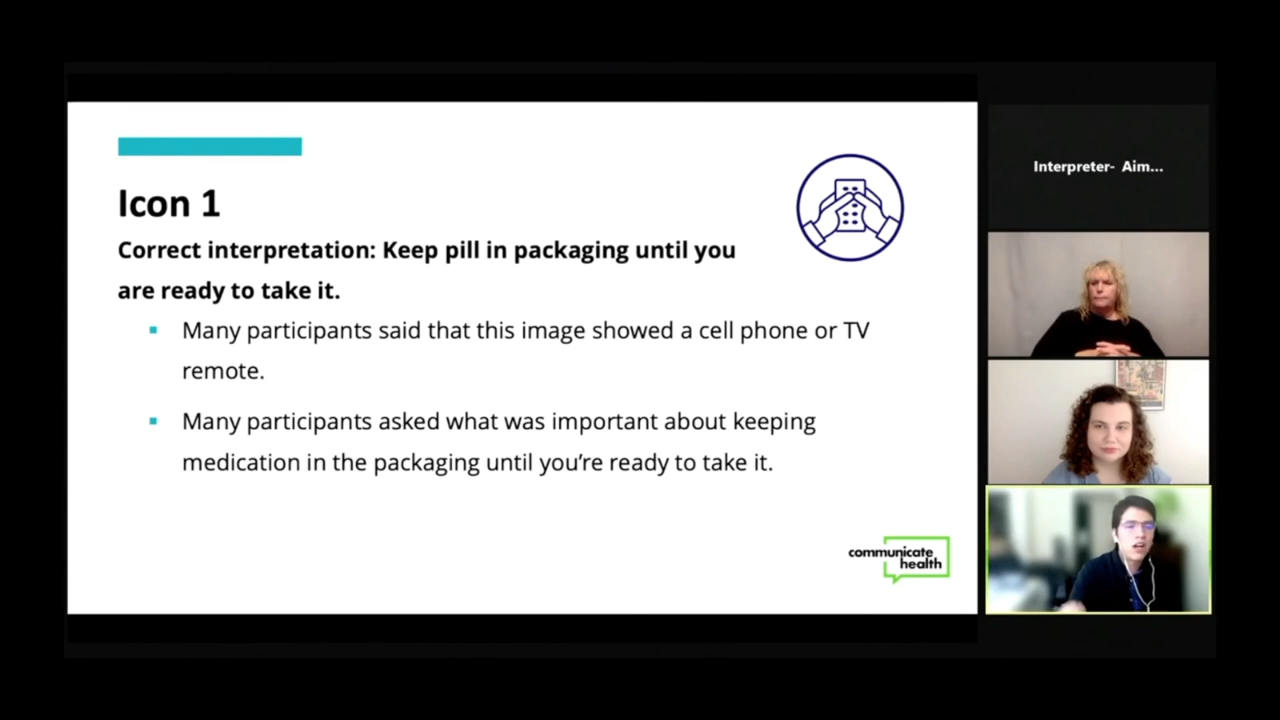 Icon 1
Correct interpretation: Keep pill in packaging until you
are ready to take it.
▪ Many participants said that this image showed a cell phone or TV
remote.
▪ Many participants asked what was important about keeping
medication in the packaging until you’re ready to take it.
communicate
health
Interpreter- Aim...